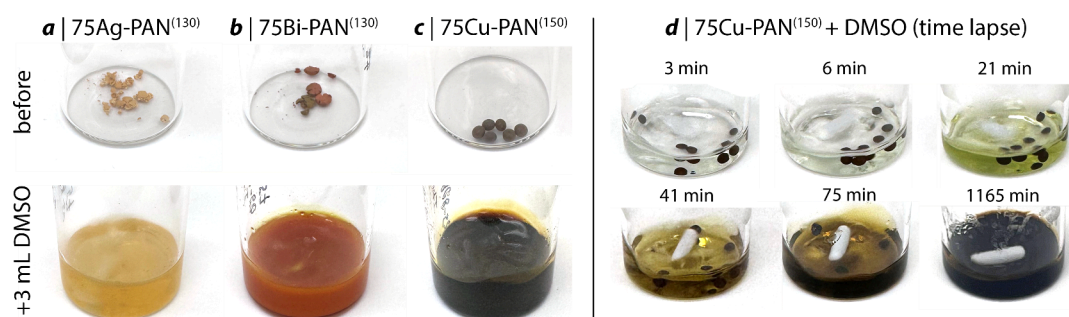 a | 75Ag-PAN(130)
b | 75Bi-PAN(130)
c | 75Cu-PAN(150)
d | 75Cu-PAN(150) + DMSO (time lapse)
before
3 min
6 min
21 min
+3 mL DMSO
41 min
75 min
1165 min